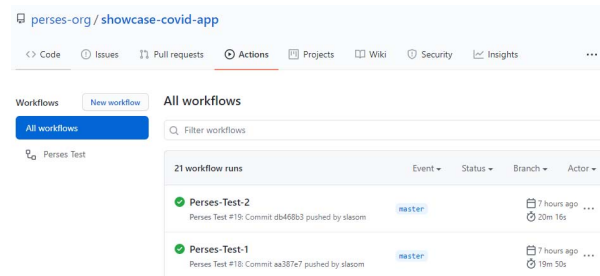 perses-org / showcase-covid-app
Code Issues Pull requests Actions Projects Wiki Security Insights ...
Workflows New workflow All workflows
All workflows
Filter workflows
Perses Test
21 workflow runs Event Status Branch Actor
Perses-Test-2 master 7 hours ago ...
Perses Test #19: Commit db468b3 pushed by slasom 20m 16s
Perses-Test-1 master 7 hours ago ...
Perses Test #18: Commit aa387e7 pushed by slasom 19m 50s